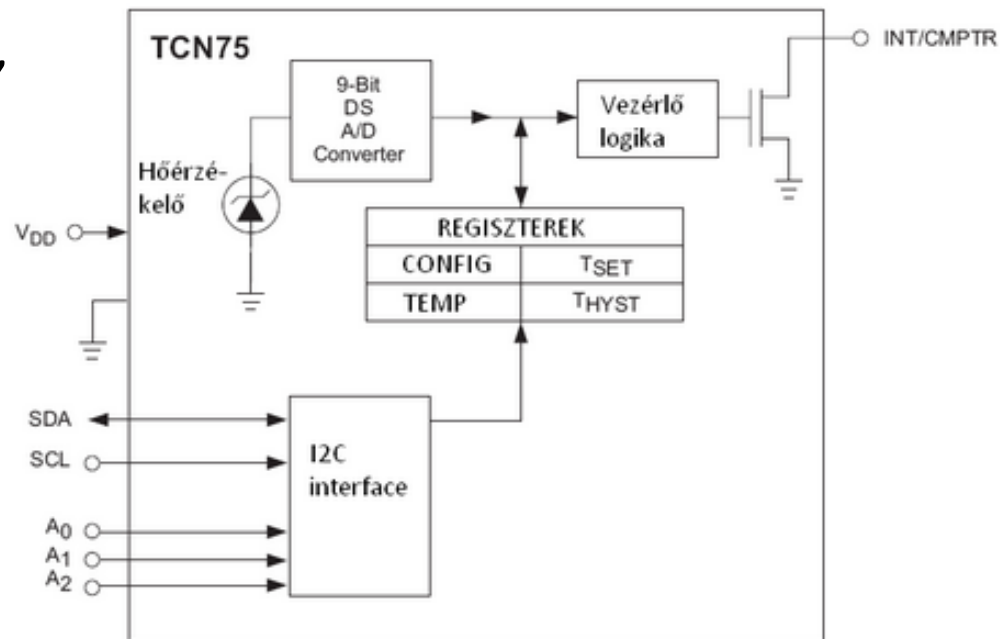 ,
TCN75
INT/CMPTR
9-Bit
DS
A/D
Converter
Vezérlő
logika
Hőérzé-
kelő
VDD
REGISZTEREK
CONFIG
TSET
TEMP
THYST
SDA
SCL
I2C
interface
A0
A1
A2